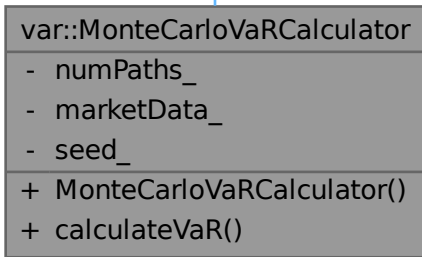 var::MonteCarloVaRCalculator
- numPaths_
- marketData_
- seed_
+ MonteCarloVaRCalculator()
+ calculateVaR()